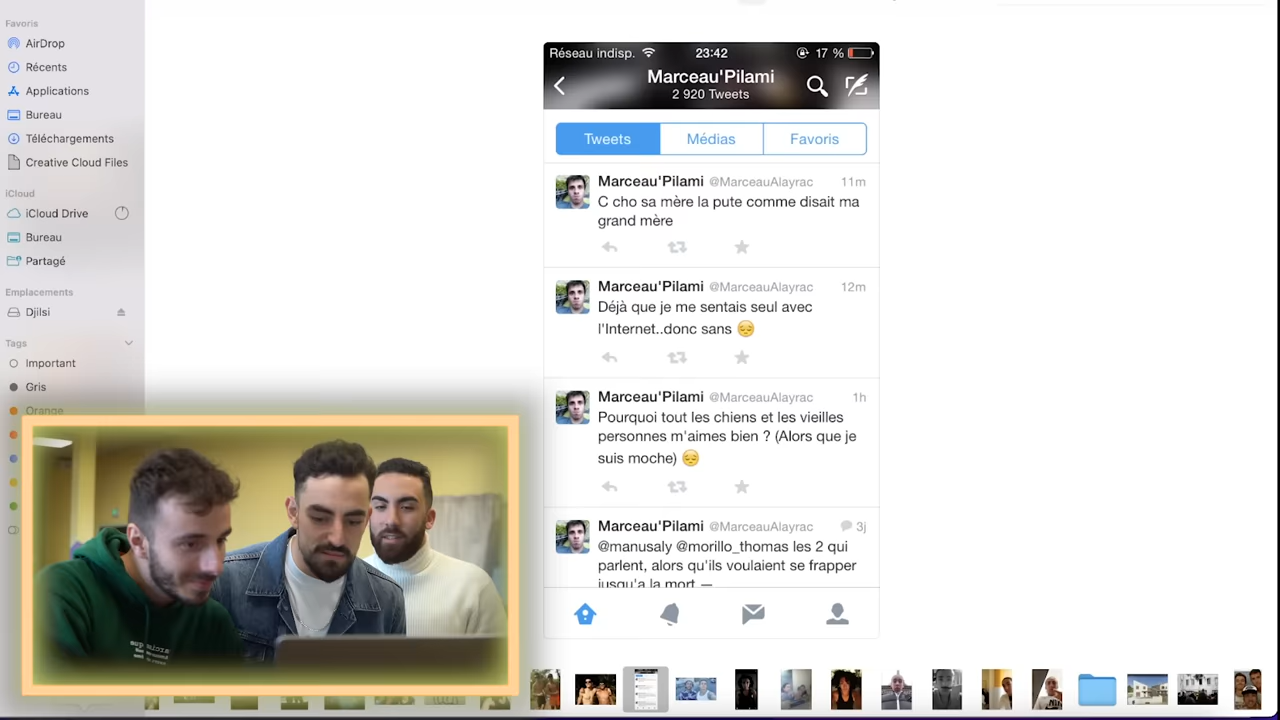 Favoris
AirDrop
Récents
Applications
Bureau
Téléchargements
Creative Cloud Files
iCloud
iCloud Drive
Bureau
Partagé
Emplacements
Djilsi
Tags
Important
Gris
Orange
Réseau indisp.
23:42
17 %
Marceau'Pilami
2 920 Tweets
Tweets
Médias
Favoris
Marceau'Pilami @MarceauAlayrac 11m
C cho sa mère la pute comme disait ma
grand mère
Marceau'Pilami @MarceauAlayrac 12m
Déjà que je me sentais seul avec
l'Internet..donc sans 😔
Marceau'Pilami @MarceauAlayrac 1h
Pourquoi tout les chiens et les vieilles
personnes m'aimes bien ? (Alors que je
suis moche) 😔
Marceau'Pilami @MarceauAlayrac 3j
@manusaly @morillo_thomas les 2 qui
parlent, alors qu'ils voulaient se frapper
jusqu'a la mort —